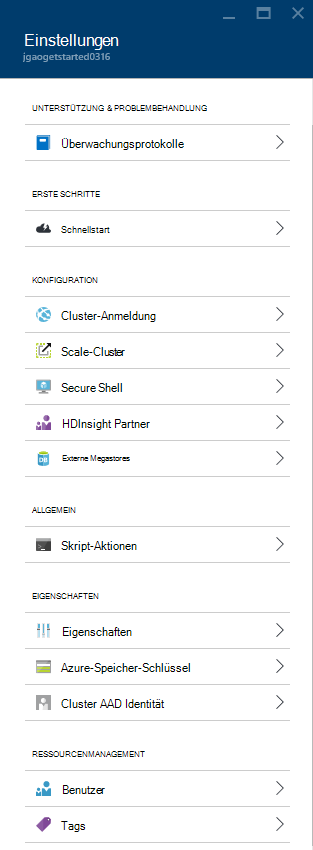 Einstellungen
jgaogetstarted0316
UNTERSTÜTZUNG & PROBLEMBEHANDLUNG
Überwachungsprotokolle
ERSTE SCHRITTE
Schnellstart
KONFIGURATION
Cluster-Anmeldung
Scale-Cluster
Secure Shell
HDInsight Partner
DB Externe Megastores
ALLGEMEIN
Skript-Aktionen
EIGENSCHAFTEN
Eigenschaften
Azure-Speicher-Schlüssel
Cluster AAD Identität
RESSOURCENMANAGEMENT
Benutzer
Tags